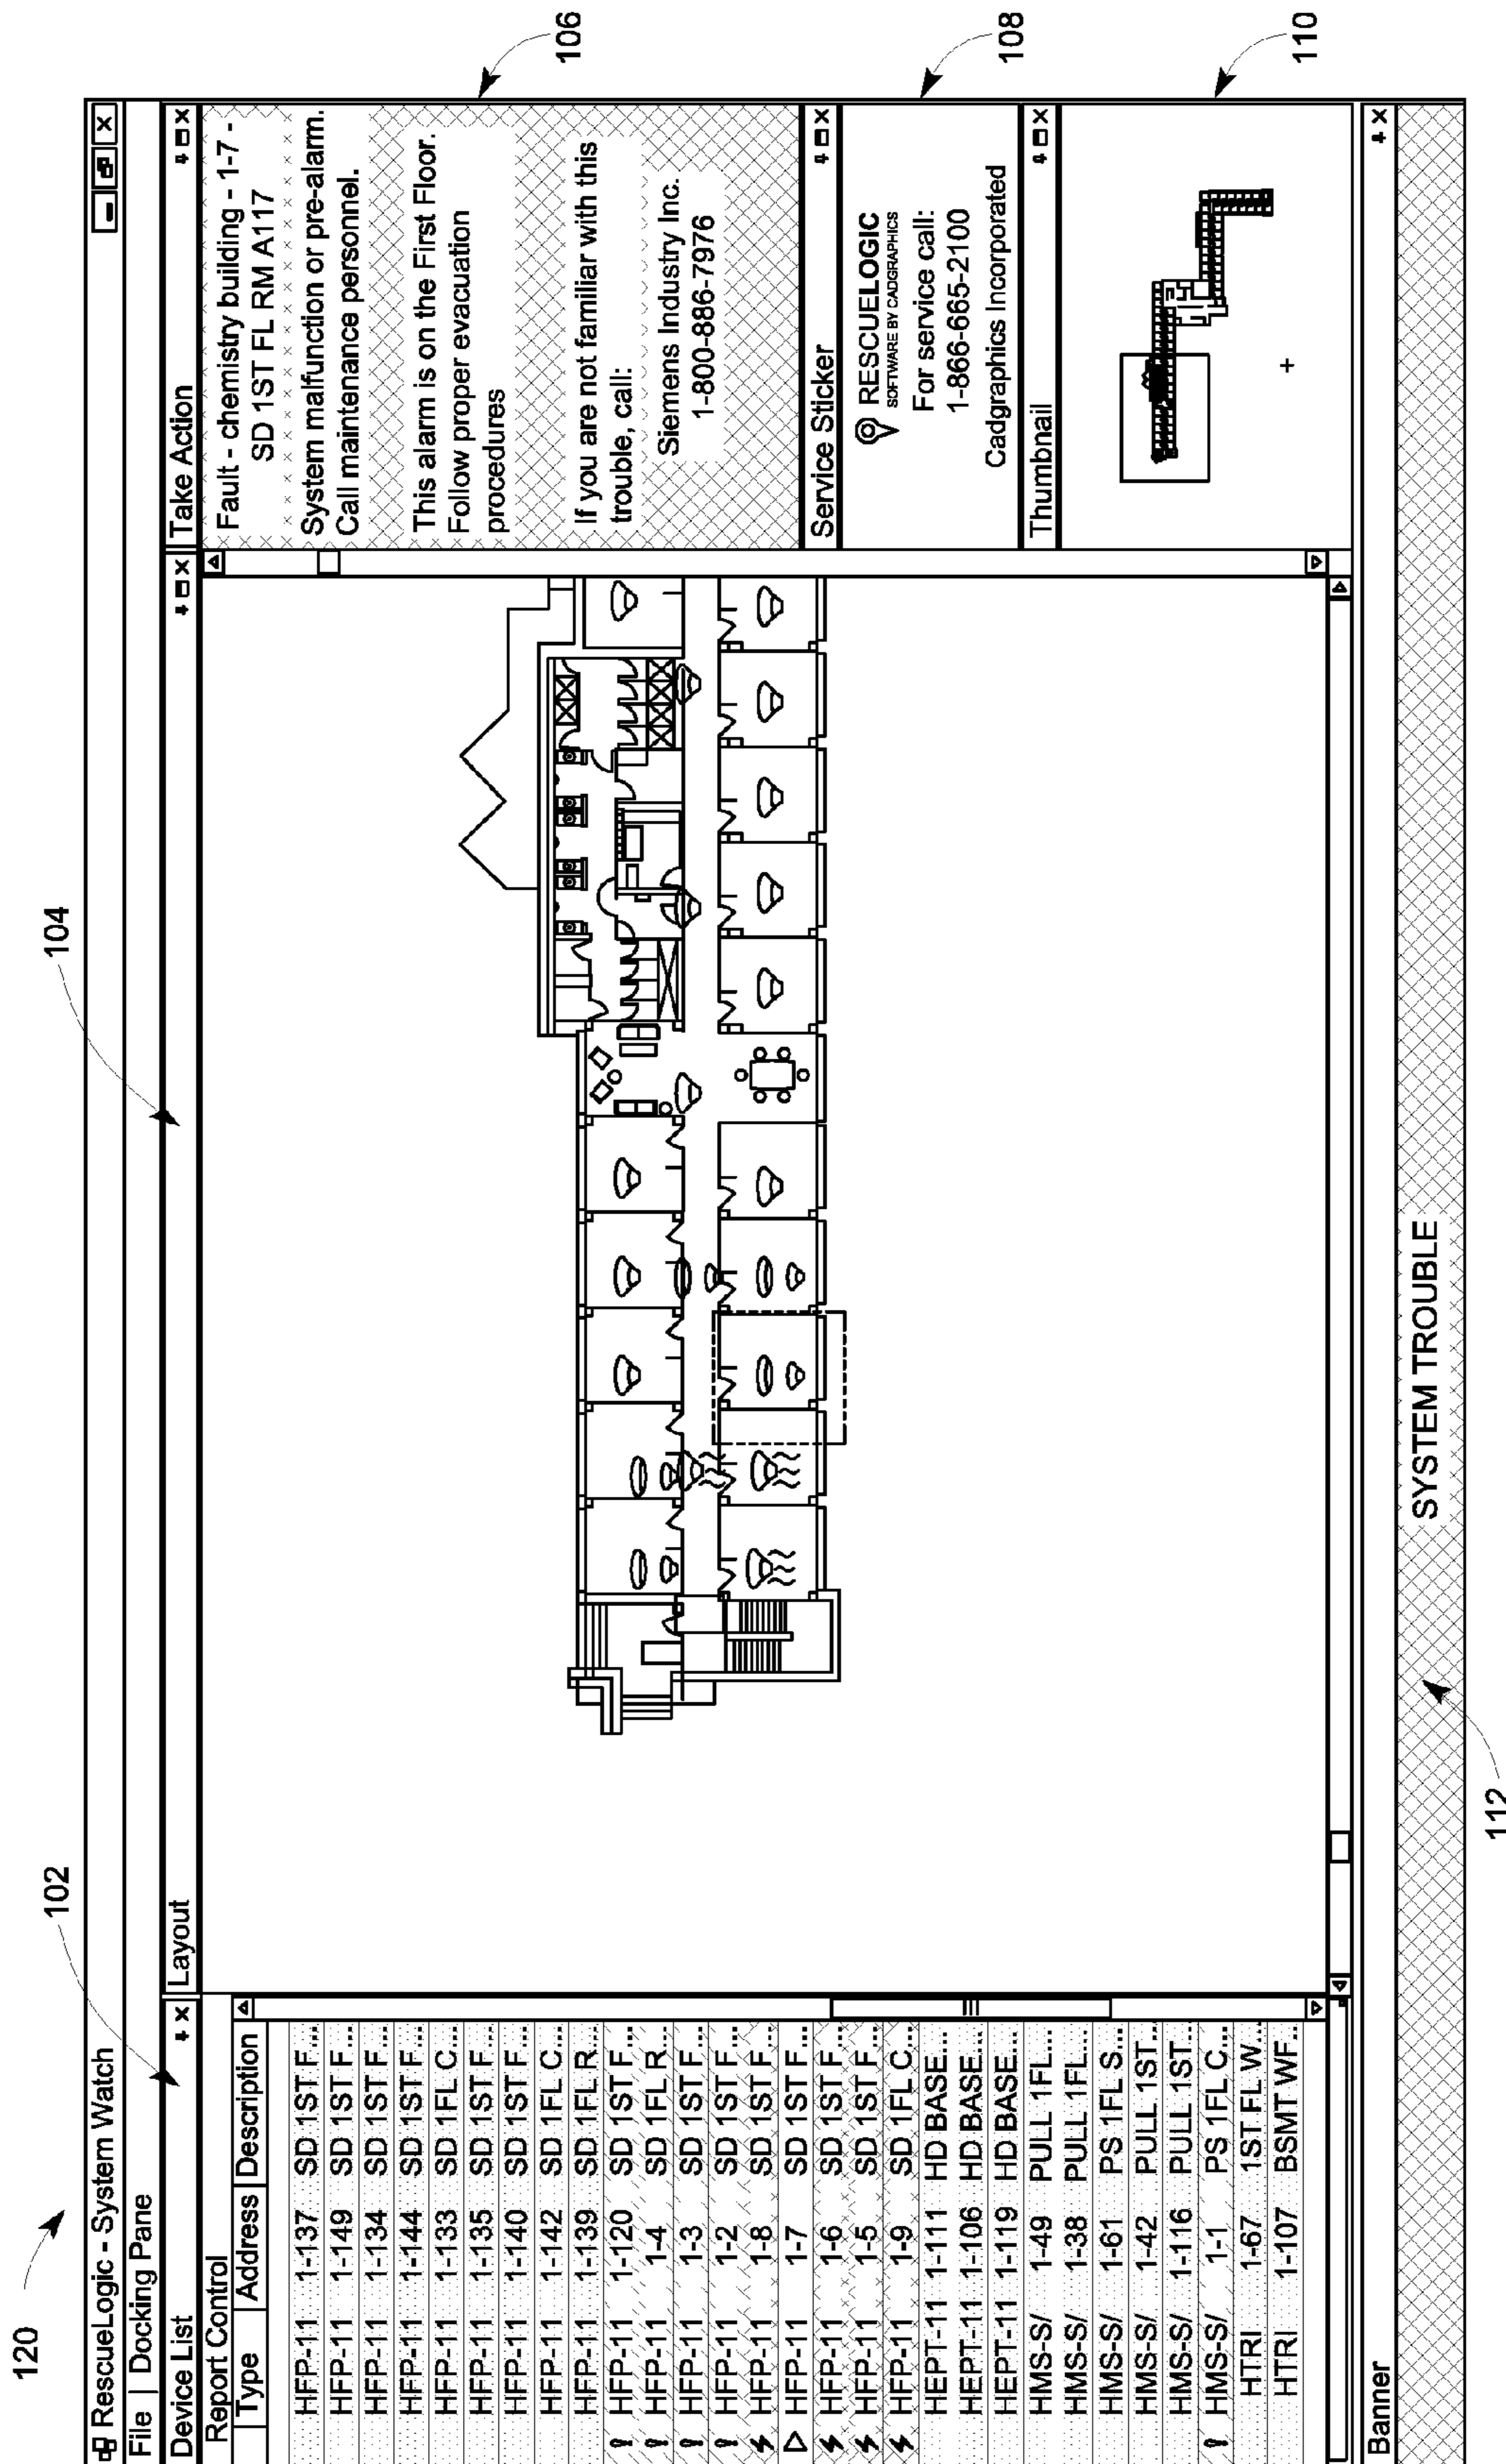 120
RescueLogic - System Watch
File | Docking Pane
102
104
Device List
Report Control
Type Address Description
HFP-11 1-137 SD 1ST F...
HFP-11 1-149 SD 1ST F...
HFP-11 1-134 SD 1ST F...
HFP-11 1-144 SD 1ST F...
HFP-11 1-133 SD 1FL C...
HFP-11 1-135 SD 1ST F...
HFP-11 1-140 SD 1ST F...
HFP-11 1-142 SD 1FL C...
HFP-11 1-139 SD 1FL R...
HFP-11 1-120 SD 1ST F...
HFP-11 1-4 SD 1FL R...
HFP-11 1-3 SD 1ST F...
HFP-11 1-2 SD 1ST F...
HFP-11 1-8 SD 1ST F...
HFP-11 1-7 SD 1ST F...
HFP-11 1-6 SD 1ST F...
HFP-11 1-5 SD 1ST F...
HFP-11 1-9 SD 1FL C...
HEPT-11 1-111 HD BASE...
HEPT-11 1-106 HD BASE...
HEPT-11 1-119 HD BASE...
HMS-S/ 1-49 PULL 1FL...
HMS-S/ 1-38 PULL 1FL...
HMS-S/ 1-61 PS 1FL S...
HMS-S/ 1-42 PULL 1ST...
HMS-S/ 1-116 PULL 1ST...
HMS-S/ 1-1 PS 1FL C...
HTRI 1-67 1ST FL W...
HTRI 1-107 BSMT WF...
Layout
Take Action
Fault - chemistry building - 1-7 -
SD 1ST FL RM A117
System malfunction or pre-alarm.
Call maintenance personnel.
This alarm is on the First Floor.
Follow proper evacuation
procedures
If you are not familiar with this
trouble, call:
Siemens Industry Inc.
1-800-886-7976
106
Service Sticker
RESCUELOGIC
SOFTWARE BY CADGRAPHICS
For service call:
1-866-665-2100
Cadgraphics Incorporated
108
Thumbnail
110
Banner
SYSTEM TROUBLE
112